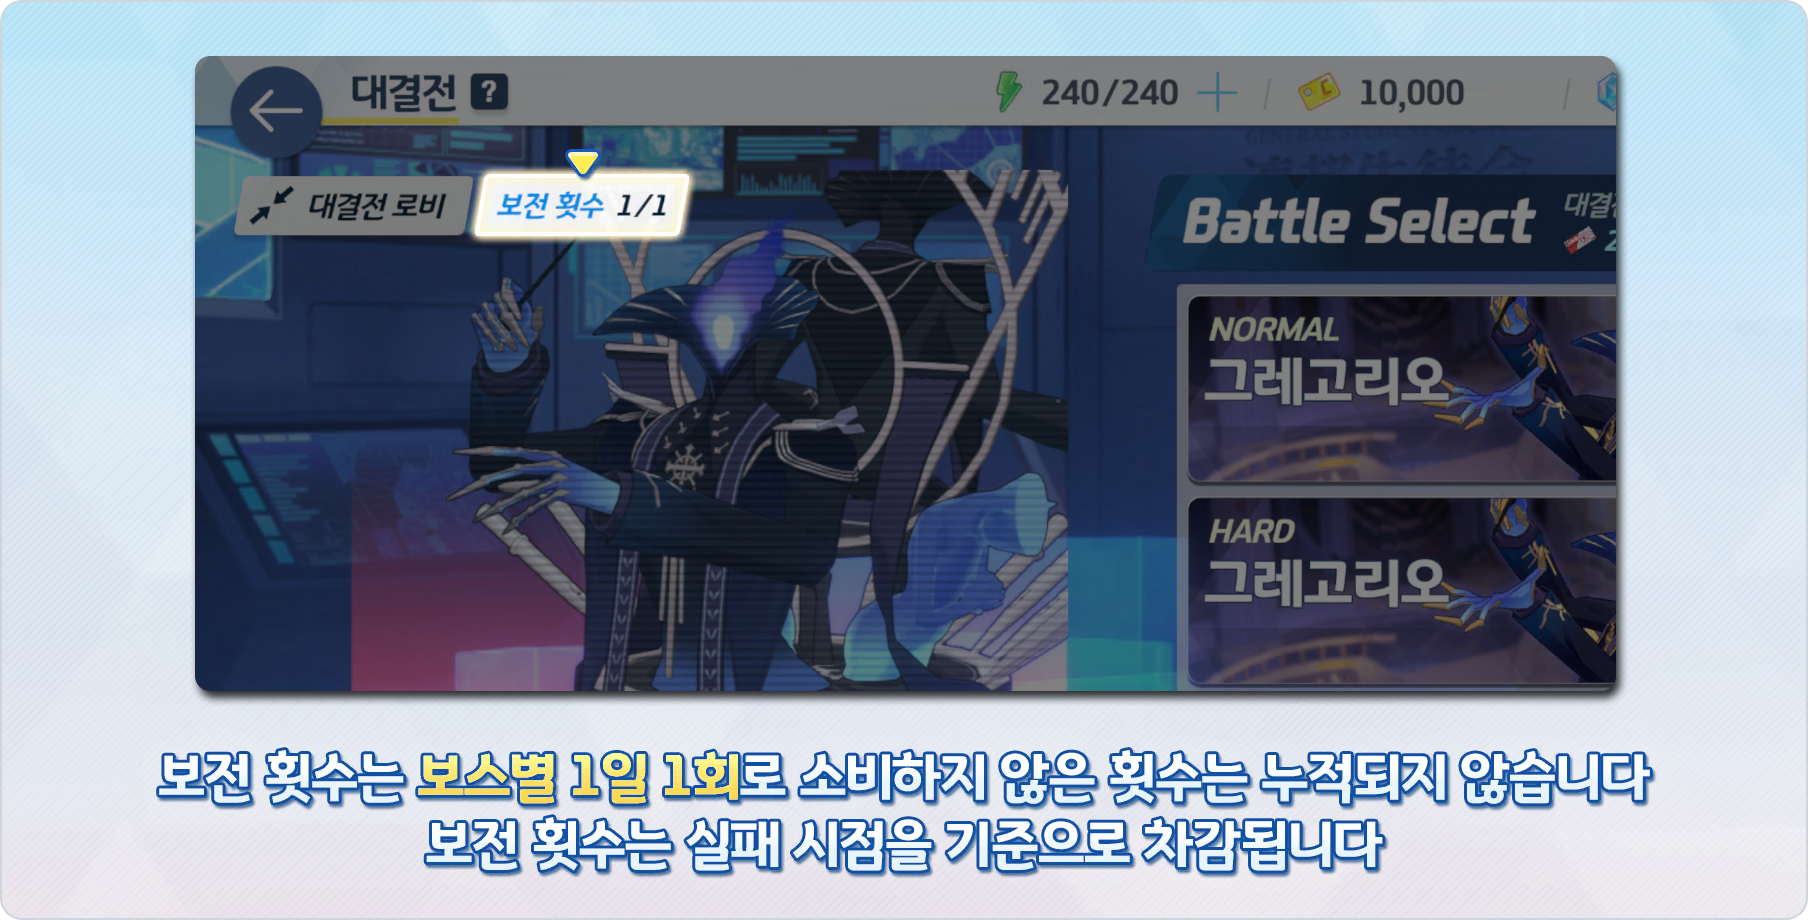 대결전 ?
240/240
10,000
대결전 로비
보전 횟수 1/1
Battle Select
NORMAL
그레고리오
HARD
그레고리오
보전 횟수는 보스별 1일 1회로 소비하지 않은 횟수는 누적되지 않습니다
보전 횟수는 실패 시점을 기준으로 차감됩니다